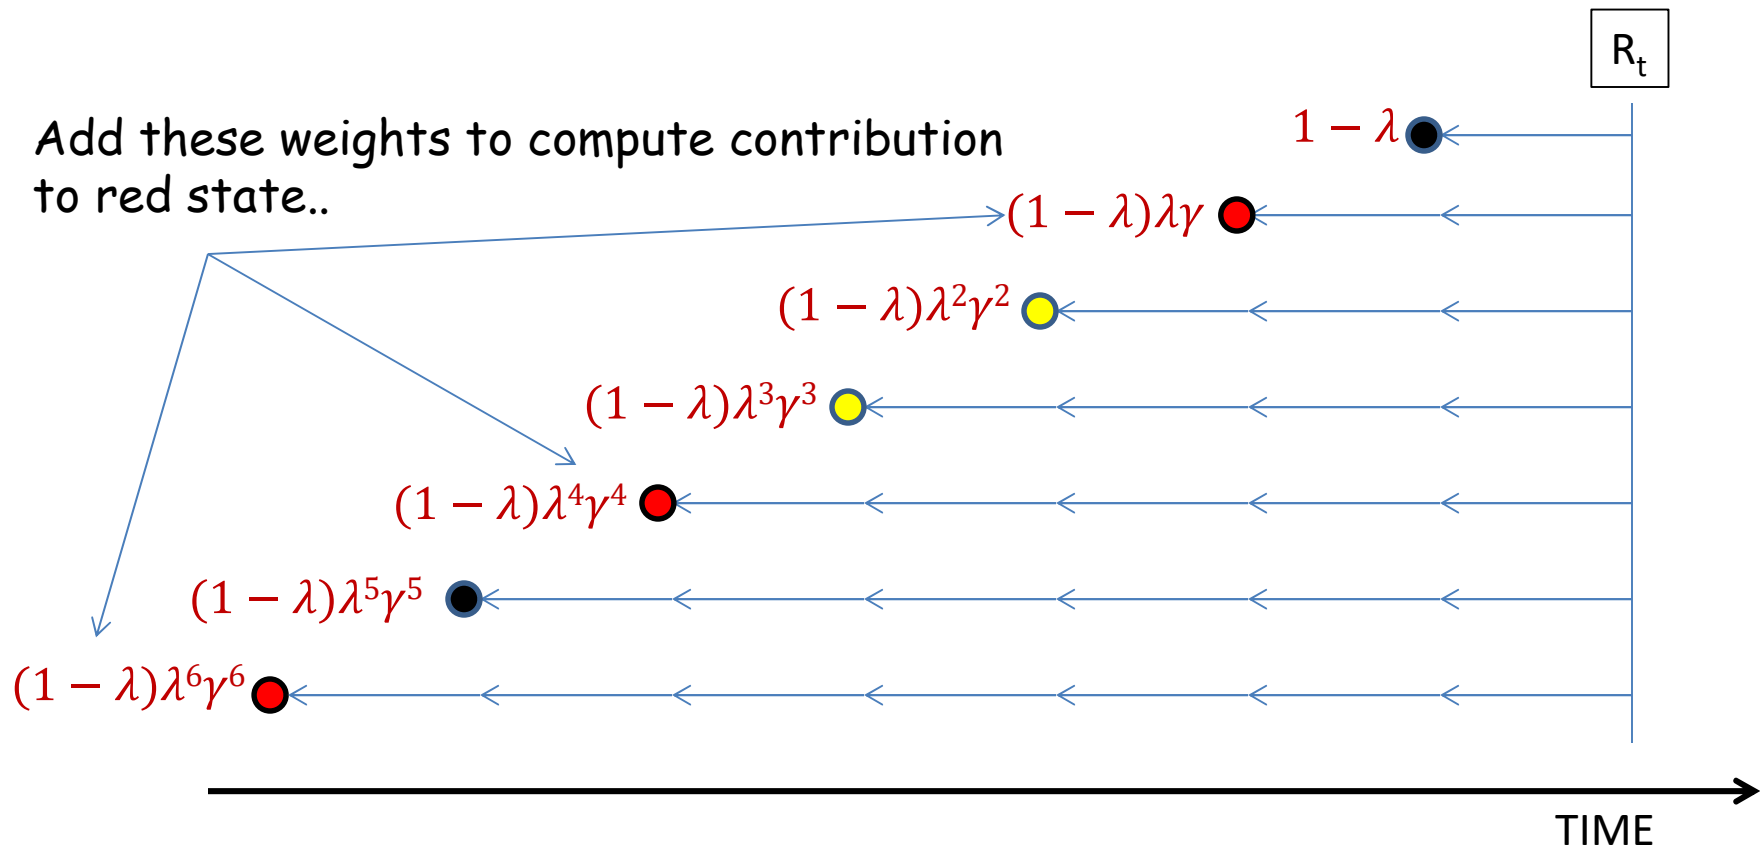 R_t
1 − λ
Add these weights to compute contribution
to red state..
(1 − λ)λγ
(1 − λ)λ²γ²
(1 − λ)λ³γ³
(1 − λ)λ⁴γ⁴
(1 − λ)λ⁵γ⁵
(1 − λ)λ⁶γ⁶
TIME